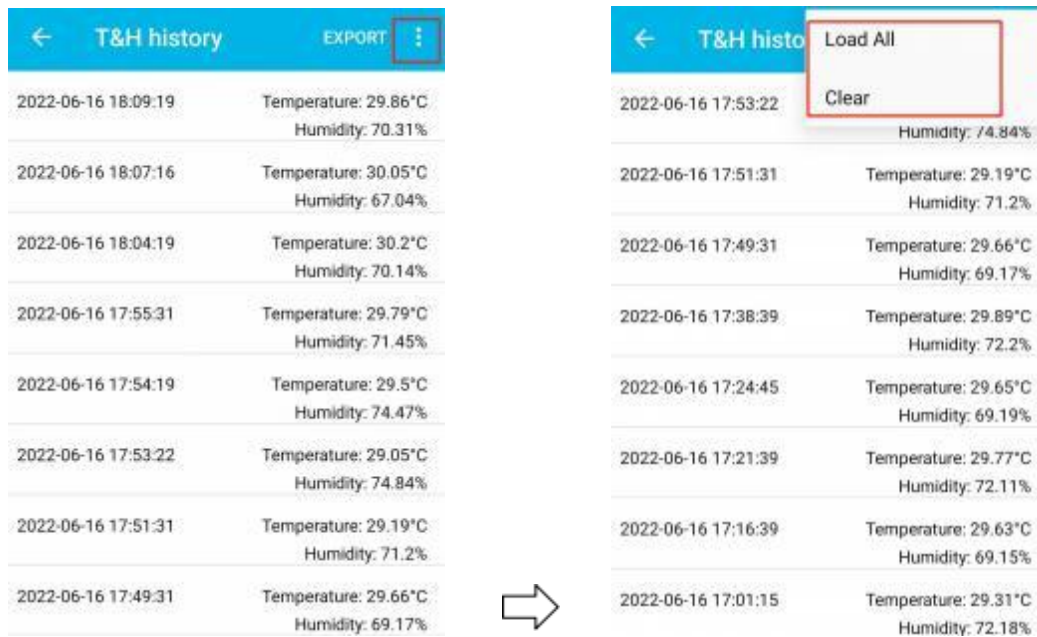 T&H history EXPORT
2022-06-16 18:09:19 Temperature: 29.86°C
Humidity: 70.31%
2022-06-16 18:07:16 Temperature: 30.05°C
Humidity: 67.04%
2022-06-16 18:04:19 Temperature: 30.2°C
Humidity: 70.14%
2022-06-16 17:55:31 Temperature: 29.79°C
Humidity: 71.45%
2022-06-16 17:54:19 Temperature: 29.5°C
Humidity: 74.47%
2022-06-16 17:53:22 Temperature: 29.05°C
Humidity: 74.84%
2022-06-16 17:51:31 Temperature: 29.19°C
Humidity: 71.2%
2022-06-16 17:49:31 Temperature: 29.66°C
Humidity: 69.17%
T&H histo
Load All
Clear
2022-06-16 17:53:22
Humidity: 74.84%
2022-06-16 17:51:31 Temperature: 29.19°C
Humidity: 71.2%
2022-06-16 17:49:31 Temperature: 29.66°C
Humidity: 69.17%
2022-06-16 17:38:39 Temperature: 29.89°C
Humidity: 72.2%
2022-06-16 17:24:45 Temperature: 29.65°C
Humidity: 69.19%
2022-06-16 17:21:39 Temperature: 29.77°C
Humidity: 72.11%
2022-06-16 17:16:39 Temperature: 29.63°C
Humidity: 69.15%
2022-06-16 17:01:15 Temperature: 29.31°C
Humidity: 72.18%